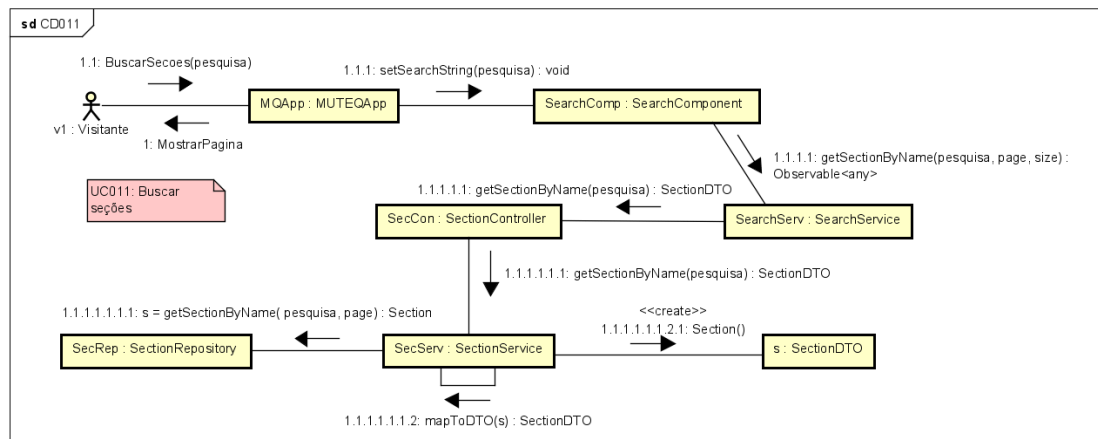 sd CD011
1.1: BuscarSecoes(pesquisa)
1.1.1: setSearchString(pesquisa) : void
MQApp : MUTEQApp
SearchComp : SearchComponent
v1 : Visitante
1: MostrarPagina
1.1.1.1: getSectionByName(pesquisa, page, size) :
Observable<any>
UC011: Buscar
seções
1.1.1.1.1: getSectionByName(pesquisa) : SectionDTO
SecCon : SectionController
SearchServ : SearchService
1.1.1.1.1.1: getSectionByName(pesquisa) : SectionDTO
1.1.1.1.1.1.1: s = getSectionByName( pesquisa, page) : Section
<<create>>
1.1.1.1.1.1.2.1: Section()
SecRep : SectionRepository
SecServ : SectionService
s : SectionDTO
1.1.1.1.1.1.2: mapToDTO(s) : SectionDTO